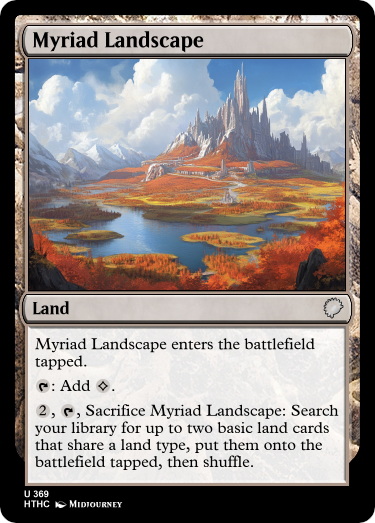 Myriad Landscape
Land
Myriad Landscape enters the battlefield
tapped.
: Add .
2, , Sacrifice Myriad Landscape: Search
your library for up to two basic land cards
that share a land type, put them onto the
battlefield tapped, then shuffle.
U 369
HTHC Midjourney